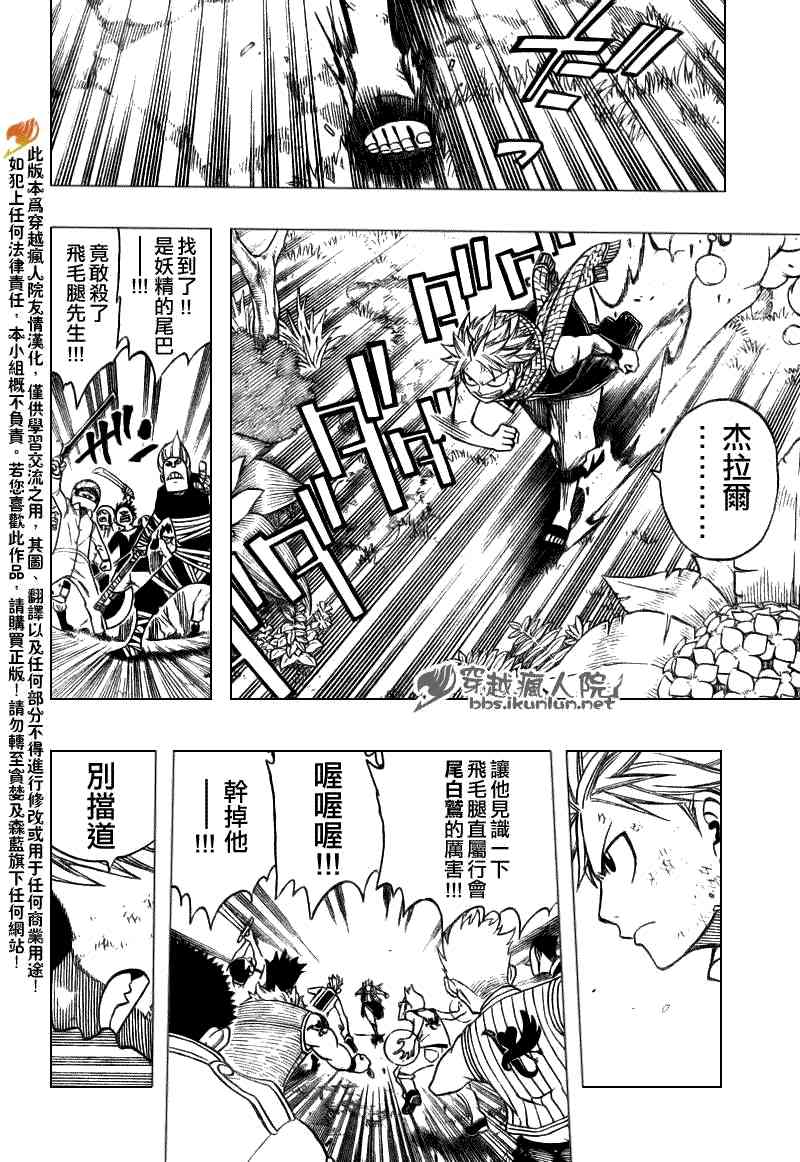 杰拉爾
…………
找到了!!
是妖精的尾巴
——!!!
竟敢殺了
飛毛腿先生!!!
ダダダダ
穿越瘋人院
bbs.ikunlun.net
讓他見識一下
飛毛腿直屬行會
尾白鷲的厲害!!!
喔喔喔!!!
幹掉他
——!!!
別擋道
此版本爲穿越瘋人院友情漢化，僅供學習交流之用，其圖、翻譯以及任何部分不得進行修改或用于任何商業用途！
如犯上任何法律責任，本小組概不負責。若您喜歡此作品，請購買正版！請勿轉至貪婪及森藍旗下任何網站！